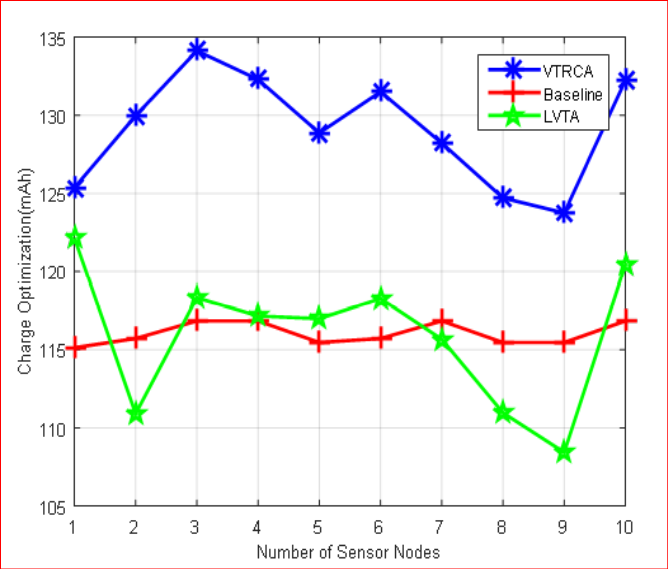 135
130
125
120
115
110
105
Charge Optimization(mAh)
VTRCA
Baseline
LVTA
1 2 3 4 5 6 7 8 9 10
Number of Sensor Nodes